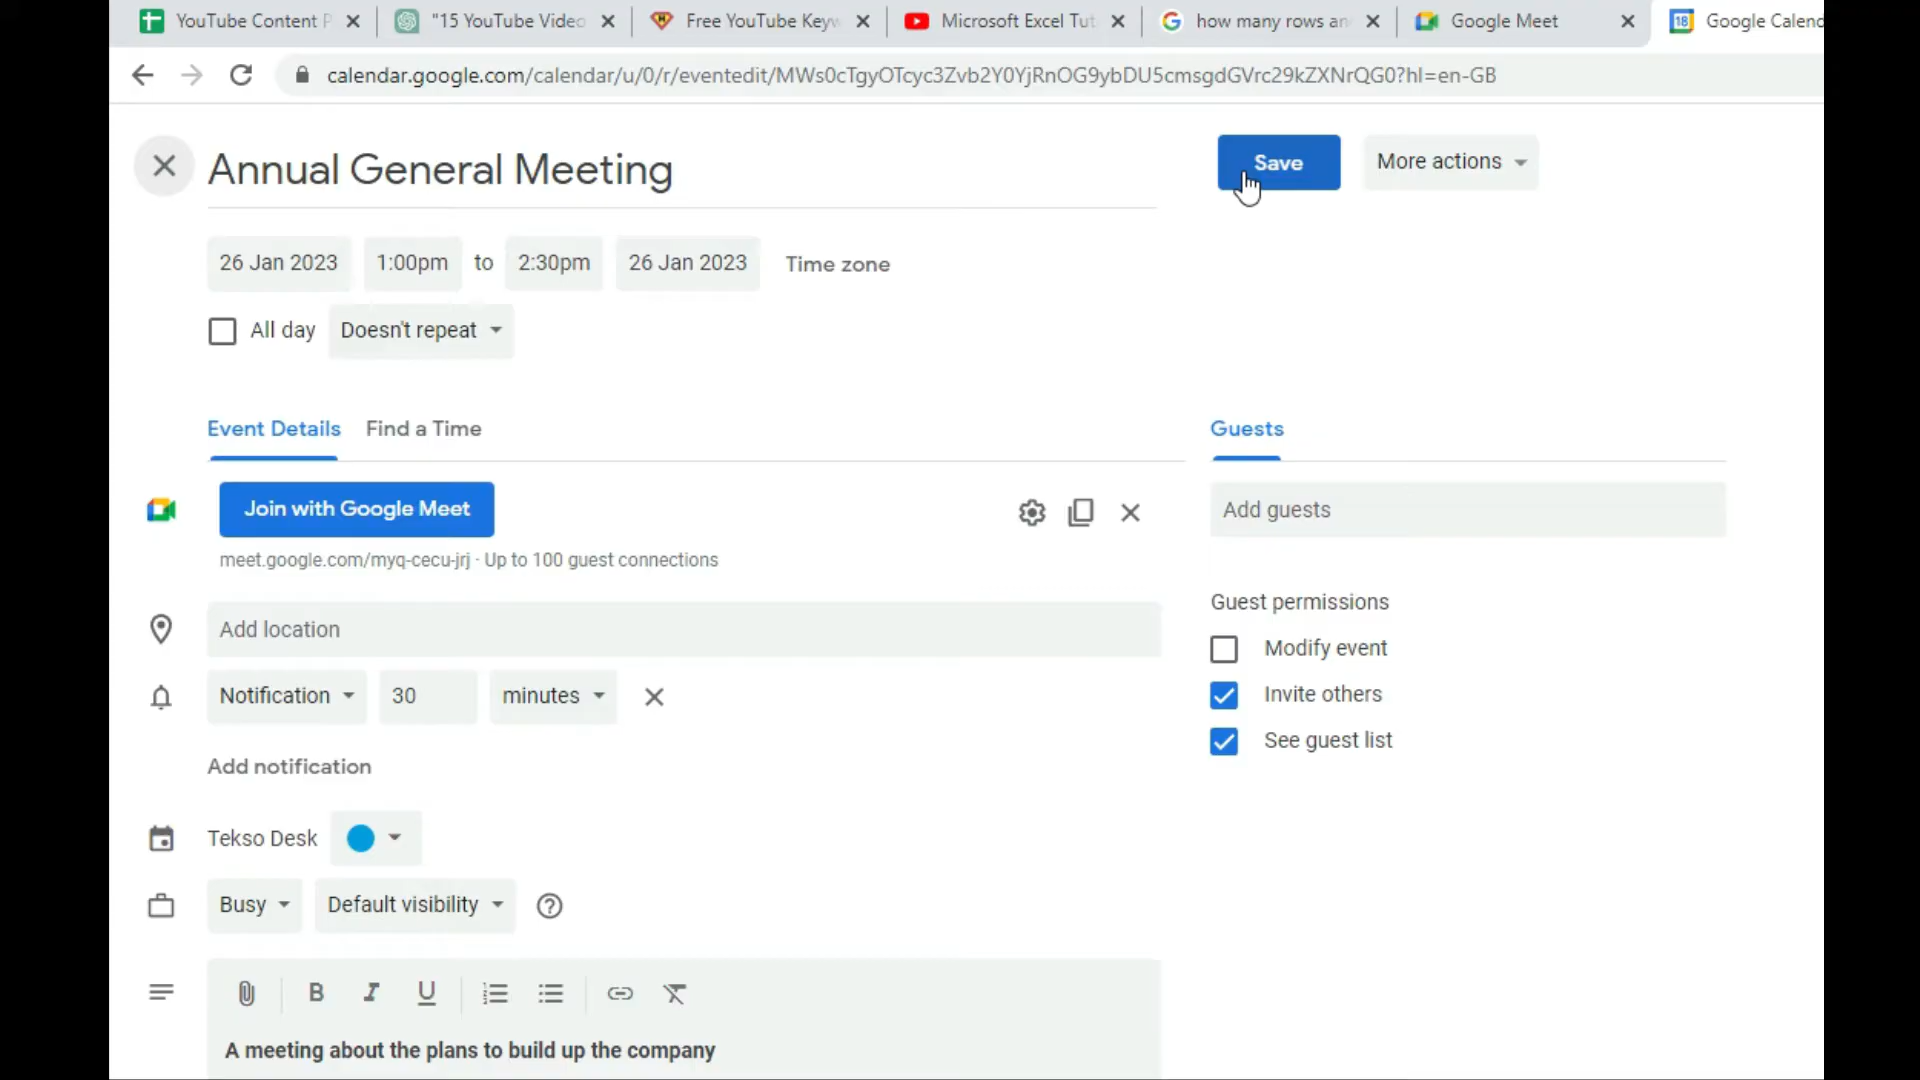 YouTube Content P
"15 YouTube Video
Free YouTube Keyw
Microsoft Excel Tut
how many rows an
Google Meet
18
Google Calend
calendar.google.com/calendar/u/0/r/eventedit/MWs0cTgyOTcyc3Zvb2Y0YjRnOG9ybDU5cmsgdGVrc29kZXNrQG0?hl=en-GB
Annual General Meeting
Save
More actions
26 Jan 2023
1:00pm
to
2:30pm
26 Jan 2023
Time zone
All day
Doesn't repeat
Event Details
Find a Time
Guests
Join with Google Meet
meet.google.com/myq-cecu-jrj · Up to 100 guest connections
Add guests
Add location
Guest permissions
Modify event
Notification
30
minutes
Invite others
See guest list
Add notification
Tekso Desk
Busy
Default visibility
B
I
U
A meeting about the plans to build up the company